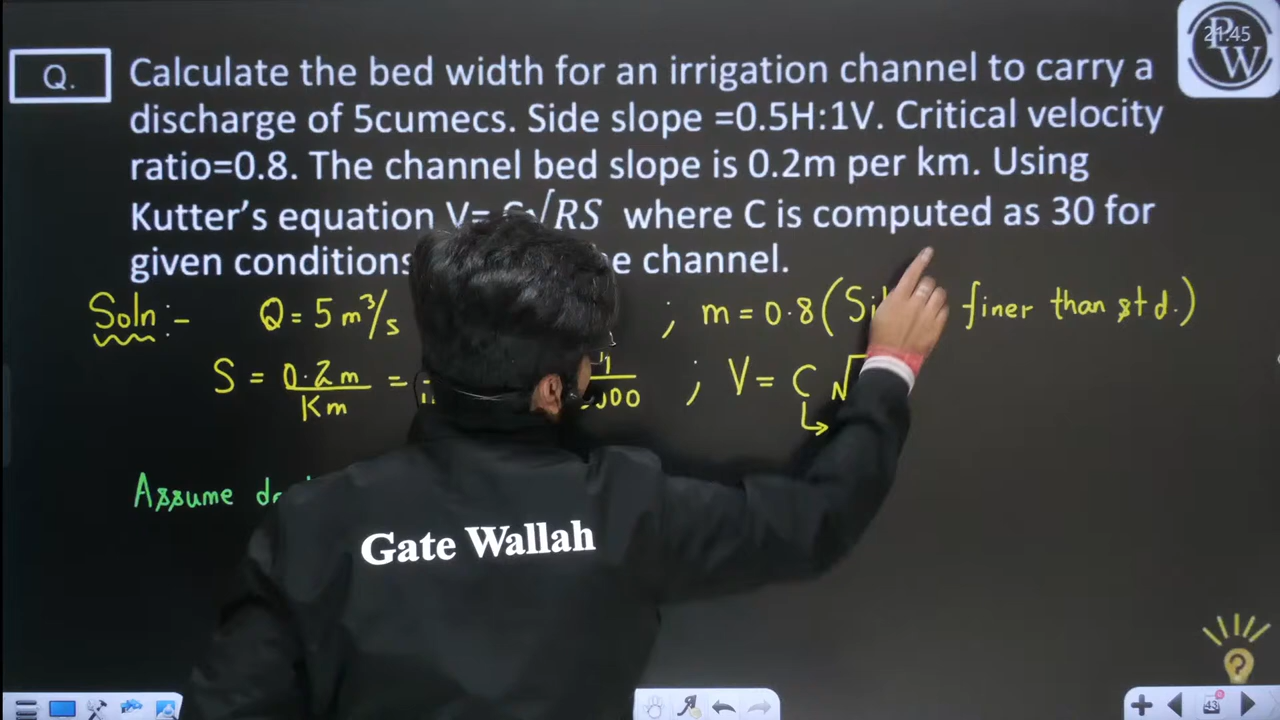 21:45
PW
Q.
Calculate the bed width for an irrigation channel to carry a
discharge of 5cumecs. Side slope =0.5H:1V. Critical velocity
ratio=0.8. The channel bed slope is 0.2m per km. Using
Kutter's equation V= √RS where C is computed as 30 for
given conditions channel.
Soln:- Q = 5 m³/s ; m = 0.8 ( finer than std.)
S = 0.2m/Km = ; V = C √
Assume
Gate Wallah
43